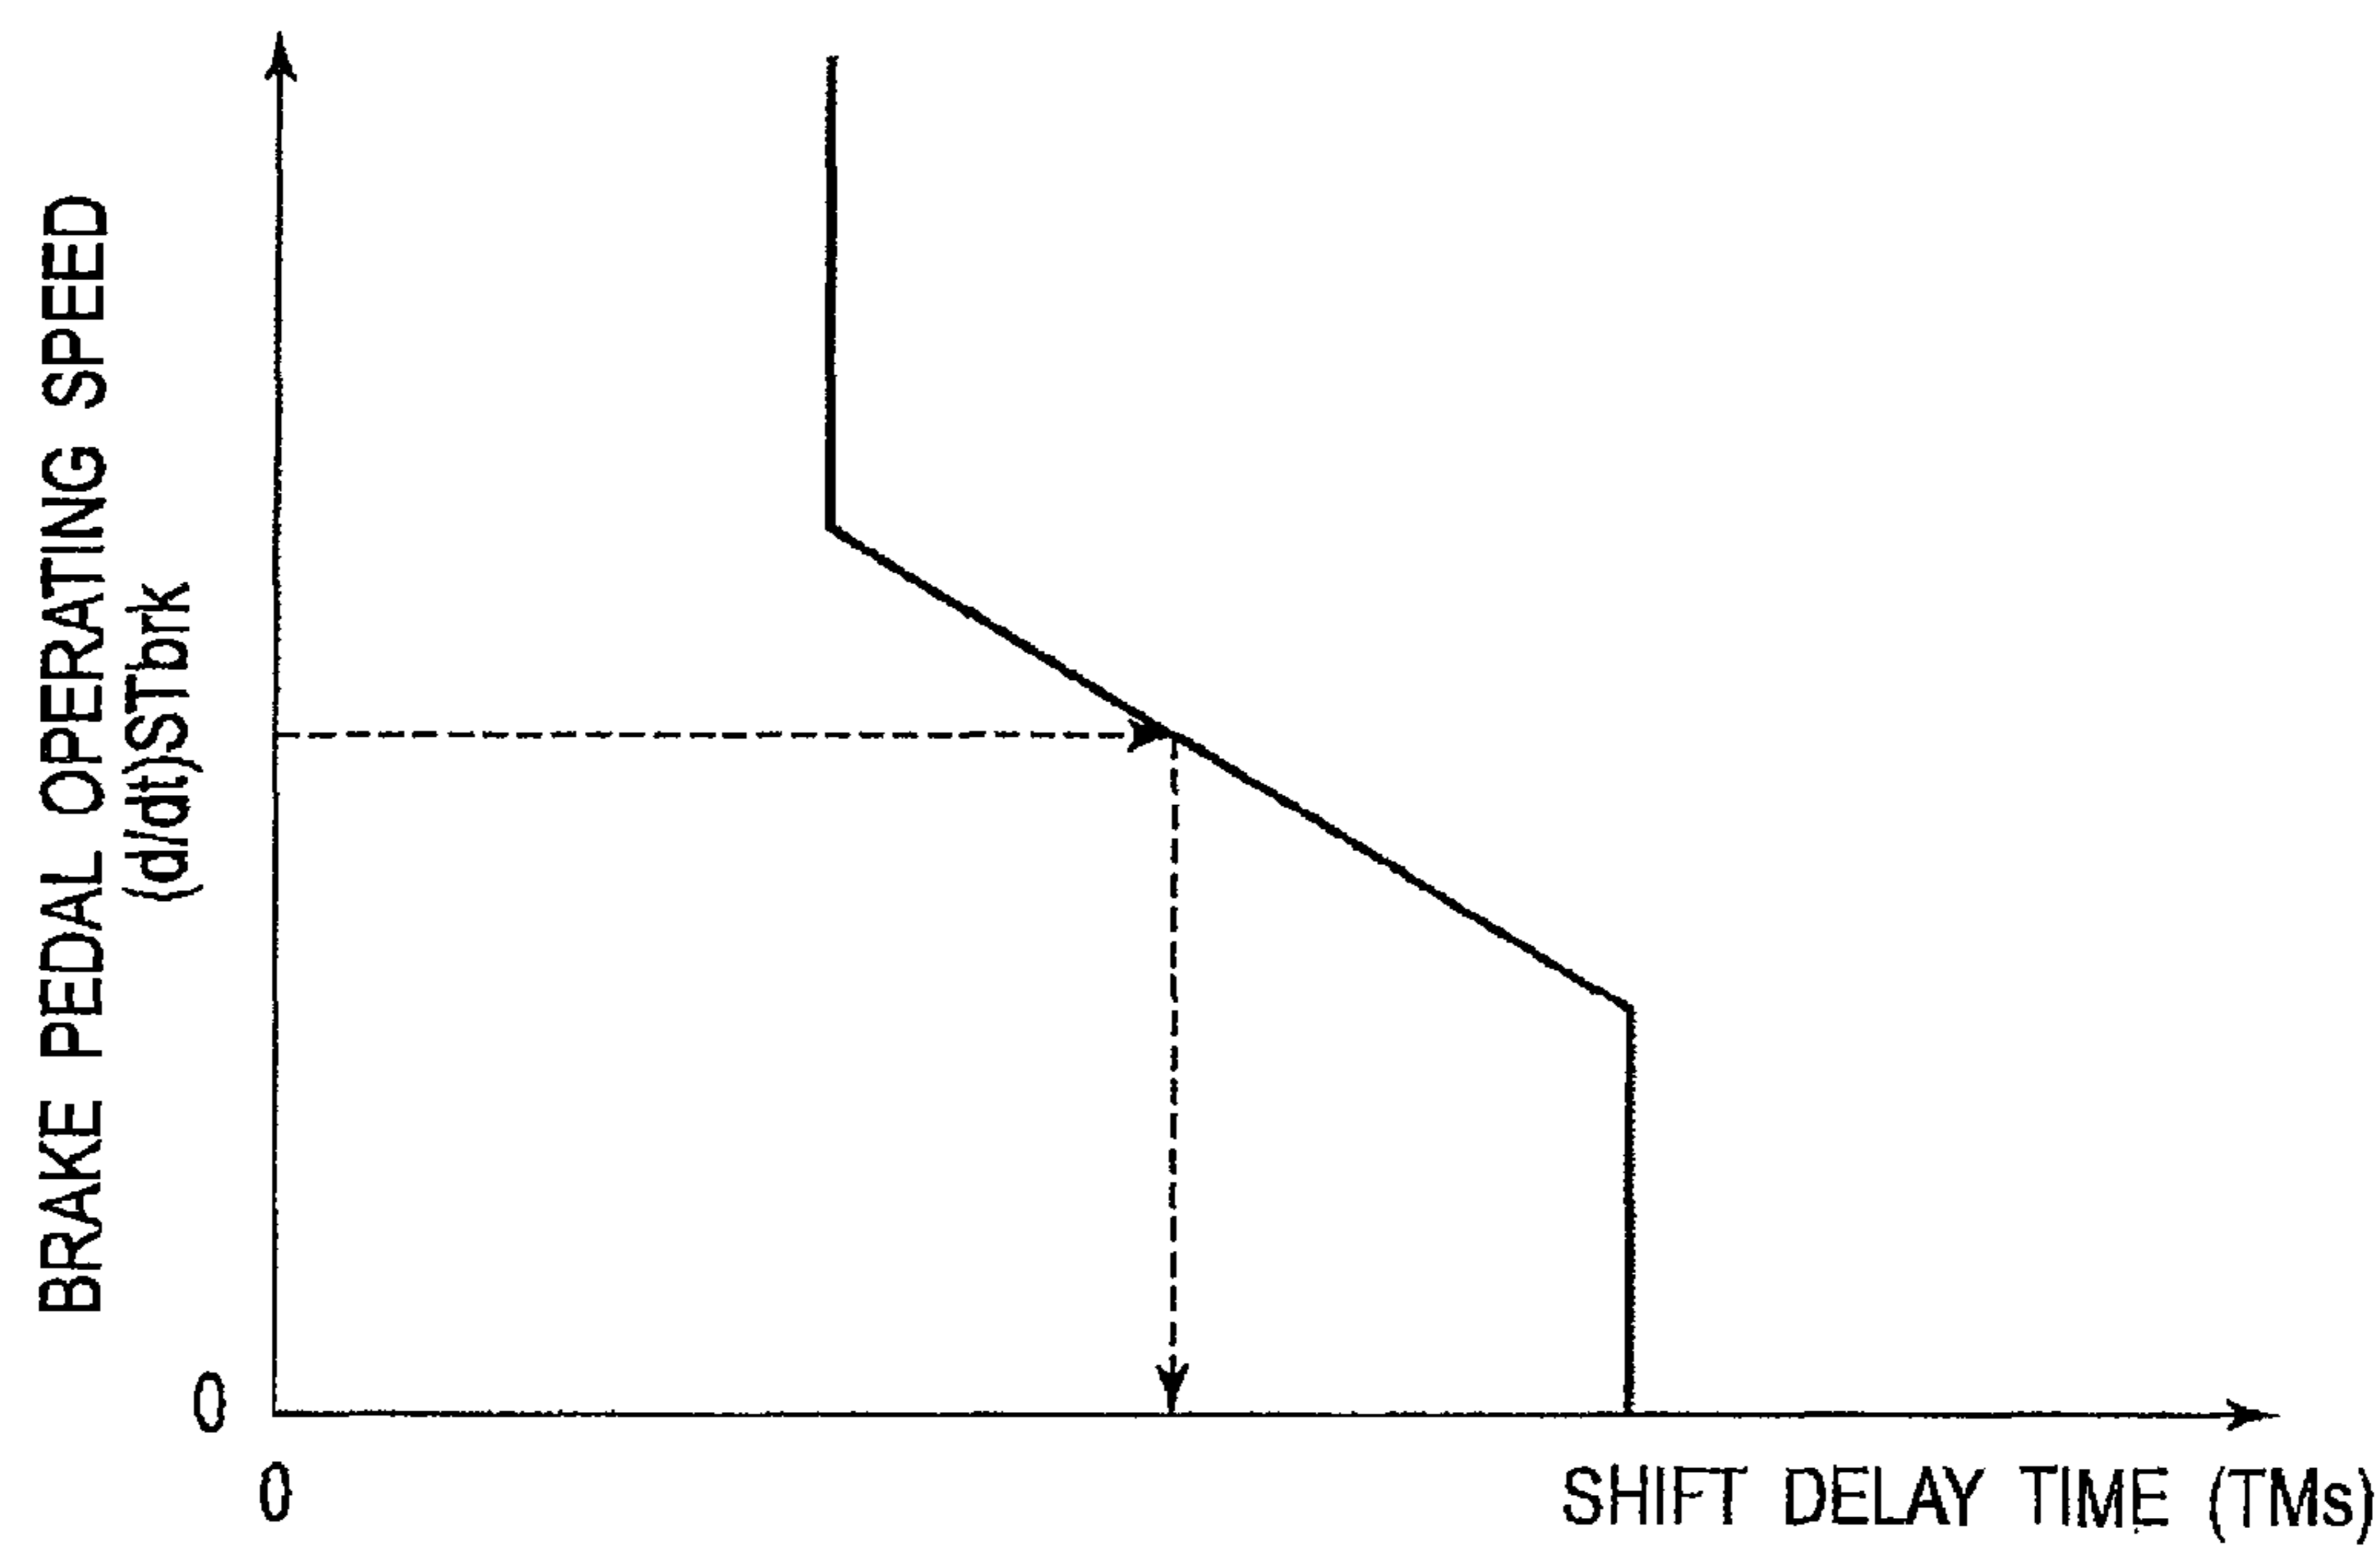 BRAKE PEDAL OPERATING SPEED
(d/dt)STbrk
0
0
SHIFT DELAY TIME (TMs)